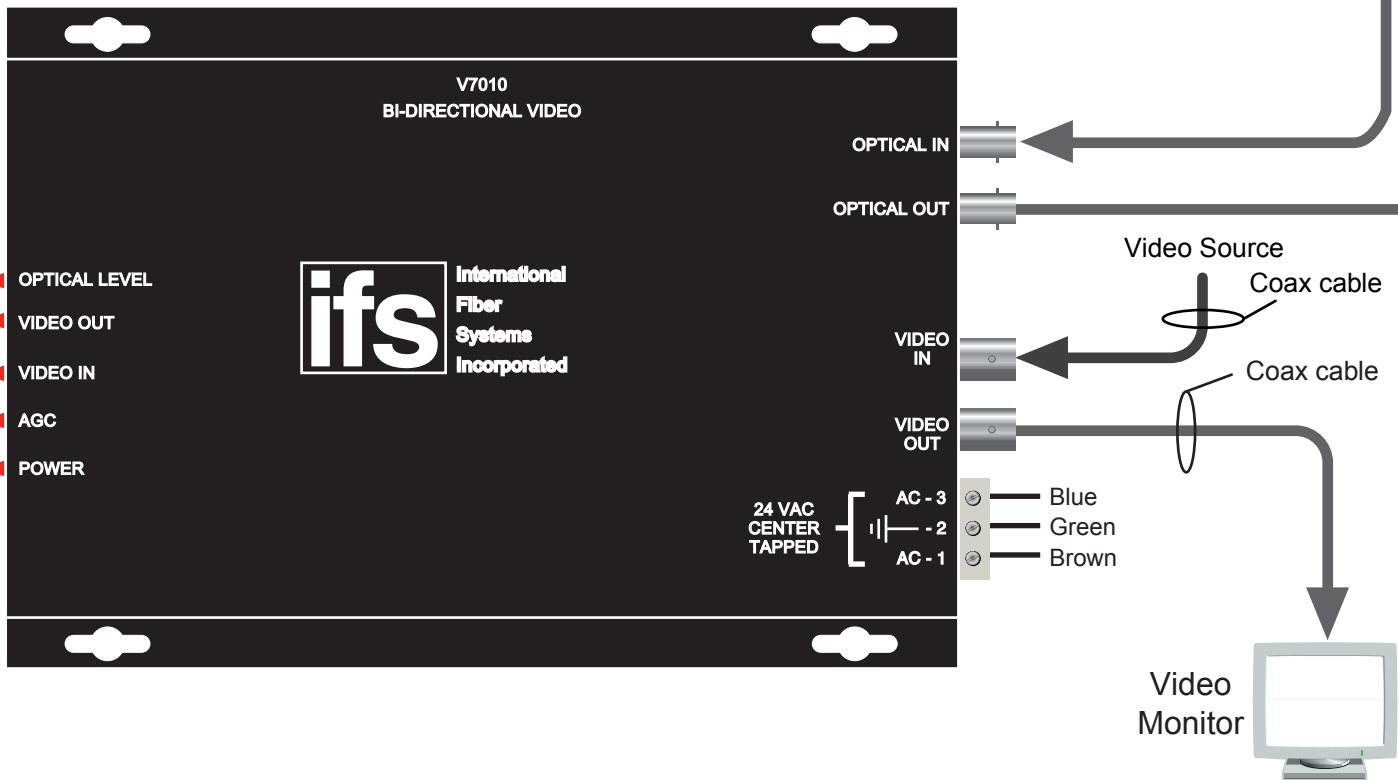 V7010
BI-DIRECTIONAL VIDEO
OPTICAL IN
OPTICAL OUT
Video Source
Coax cable
OPTICAL LEVEL
VIDEO OUT
VIDEO IN
AGC
POWER
ifs
International
Fiber
Systems
Incorporated
VIDEO
IN
Coax cable
VIDEO
OUT
24 VAC
CENTER
TAPPED
AC - 3
- 2
AC - 1
Blue
Green
Brown
Video
Monitor